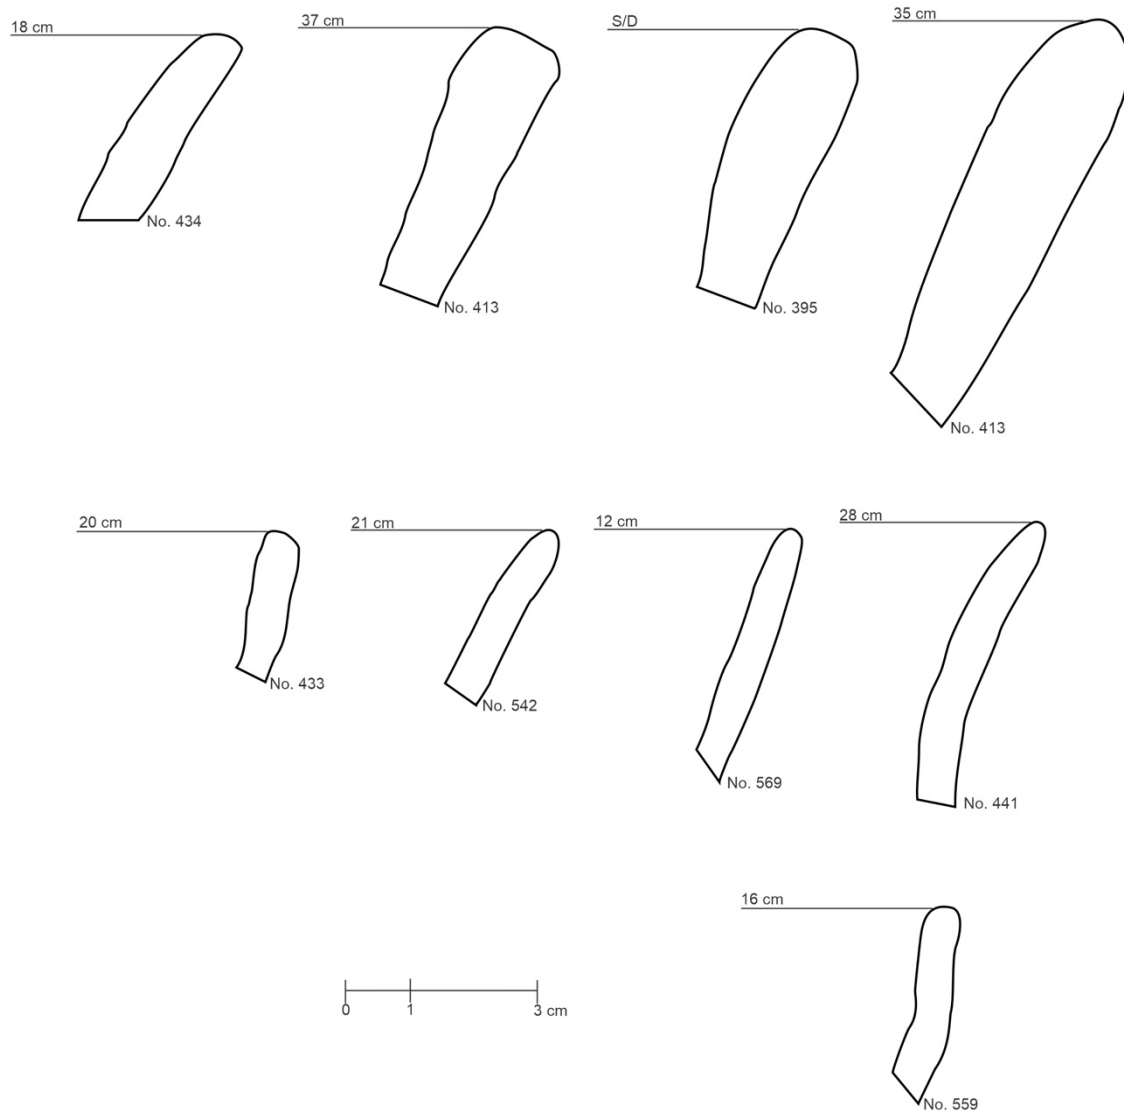 18 cm
37 cm
S/D
35 cm
No. 434
No. 413
No. 395
No. 413
20 cm
21 cm
12 cm
28 cm
No. 433
No. 542
No. 569
No. 441
16 cm
0 1 3 cm
No. 559